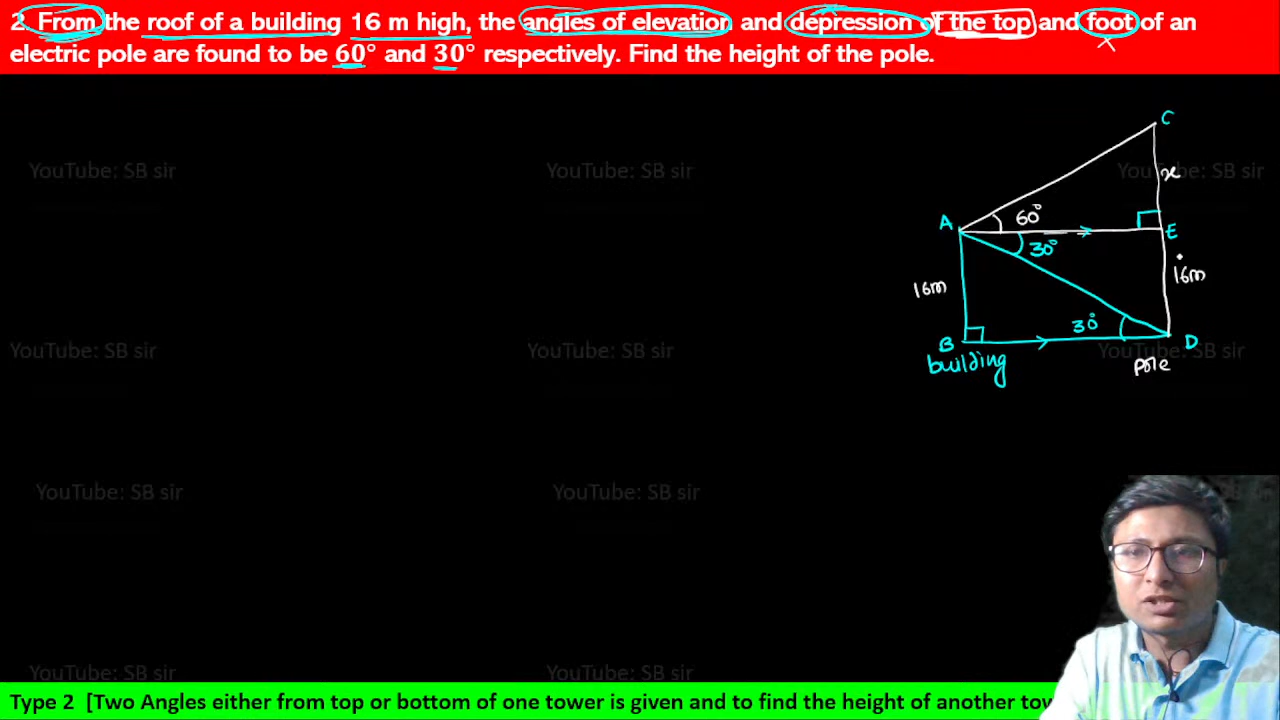 2. From the roof of a building 16 m high, the angles of elevation and depression of the top and foot of an
electric pole are found to be 60° and 30° respectively. Find the height of the pole.
C
YouTube: SB sir
YouTube: SB sir
YouTube: SB sir
x
60°
A
E
30°
16m
16m
30°
B
D
YouTube: SB sir
YouTube: SB sir
YouTube: SB sir
building
pole
YouTube: SB sir
YouTube: SB sir
YouTube: SB sir
YouTube: SB sir
Type 2 [Two Angles either from top or bottom of one tower is given and to find the height of another